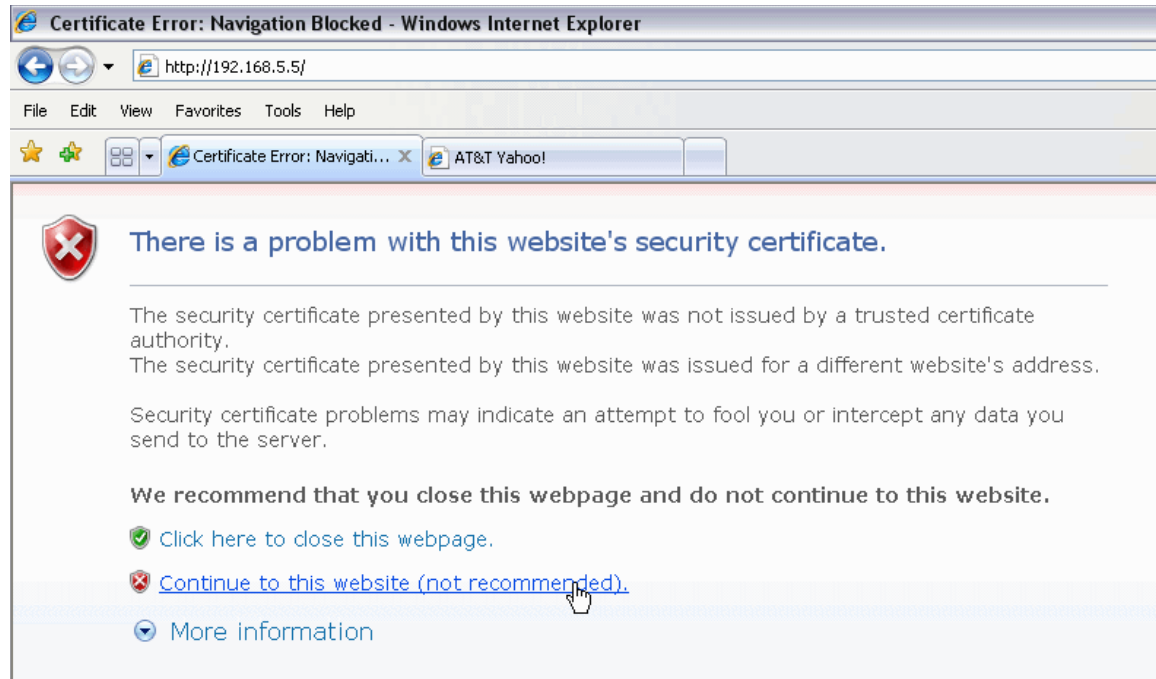 Certificate Error: Navigation Blocked - Windows Internet Explorer
http://192.168.5.5/
File Edit View Favorites Tools Help
Certificate Error: Navigati... AT&T Yahoo!
There is a problem with this website's security certificate.
The security certificate presented by this website was not issued by a trusted certificate
authority.
The security certificate presented by this website was issued for a different website's address.
Security certificate problems may indicate an attempt to fool you or intercept any data you
send to the server.
We recommend that you close this webpage and do not continue to this website.
Click here to close this webpage.
Continue to this website (not recommended).
More information